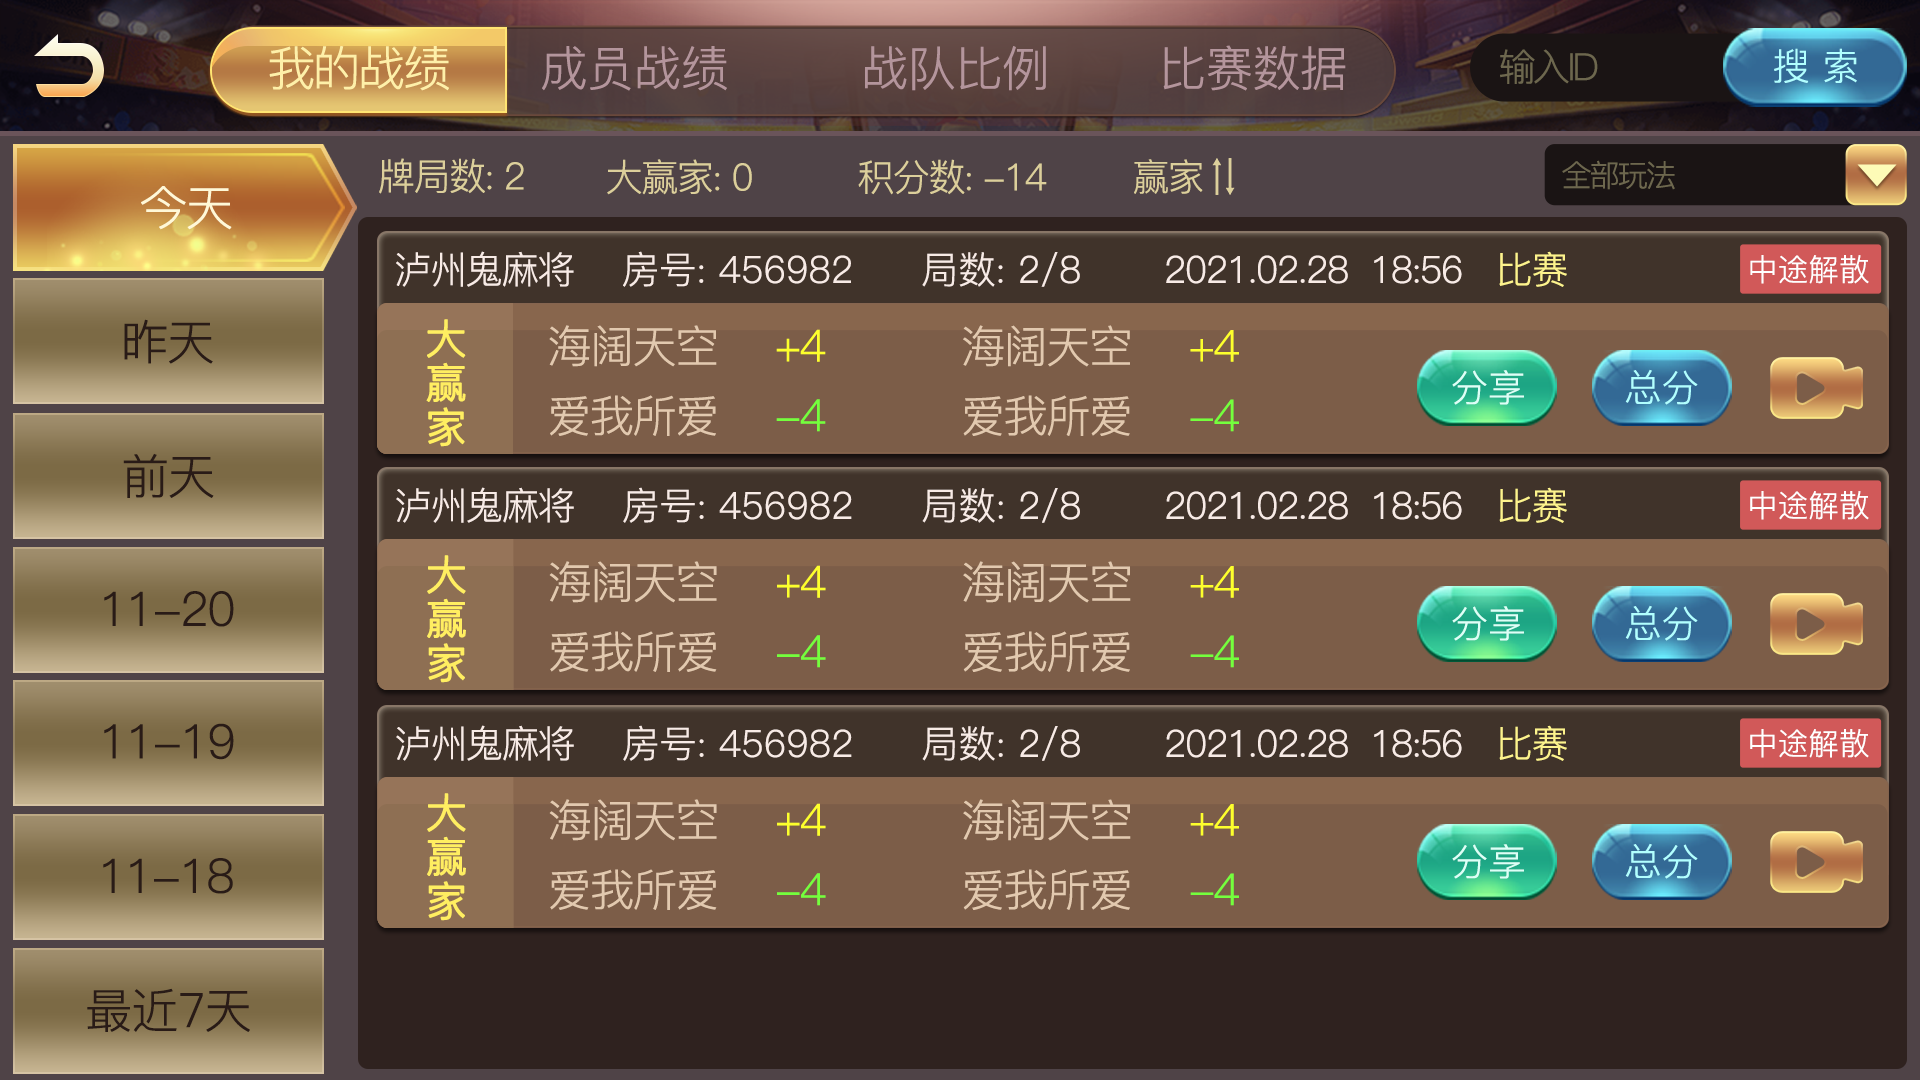 我的战绩 成员战绩 战队比例 比赛数据 输入ID 搜索
牌局数: 2 大赢家: 0 积分数: -14 赢家 全部玩法
今天
昨天
前天
11-20
11-19
11-18
最近7天
泸州鬼麻将 房号: 456982 局数: 2/8 2021.02.28 18:56 比赛 中途解散
大赢家
海阔天空 +4 海阔天空 +4
爱我所爱 -4 爱我所爱 -4
分享 总分
泸州鬼麻将 房号: 456982 局数: 2/8 2021.02.28 18:56 比赛 中途解散
大赢家
海阔天空 +4 海阔天空 +4
爱我所爱 -4 爱我所爱 -4
分享 总分
泸州鬼麻将 房号: 456982 局数: 2/8 2021.02.28 18:56 比赛 中途解散
大赢家
海阔天空 +4 海阔天空 +4
爱我所爱 -4 爱我所爱 -4
分享 总分